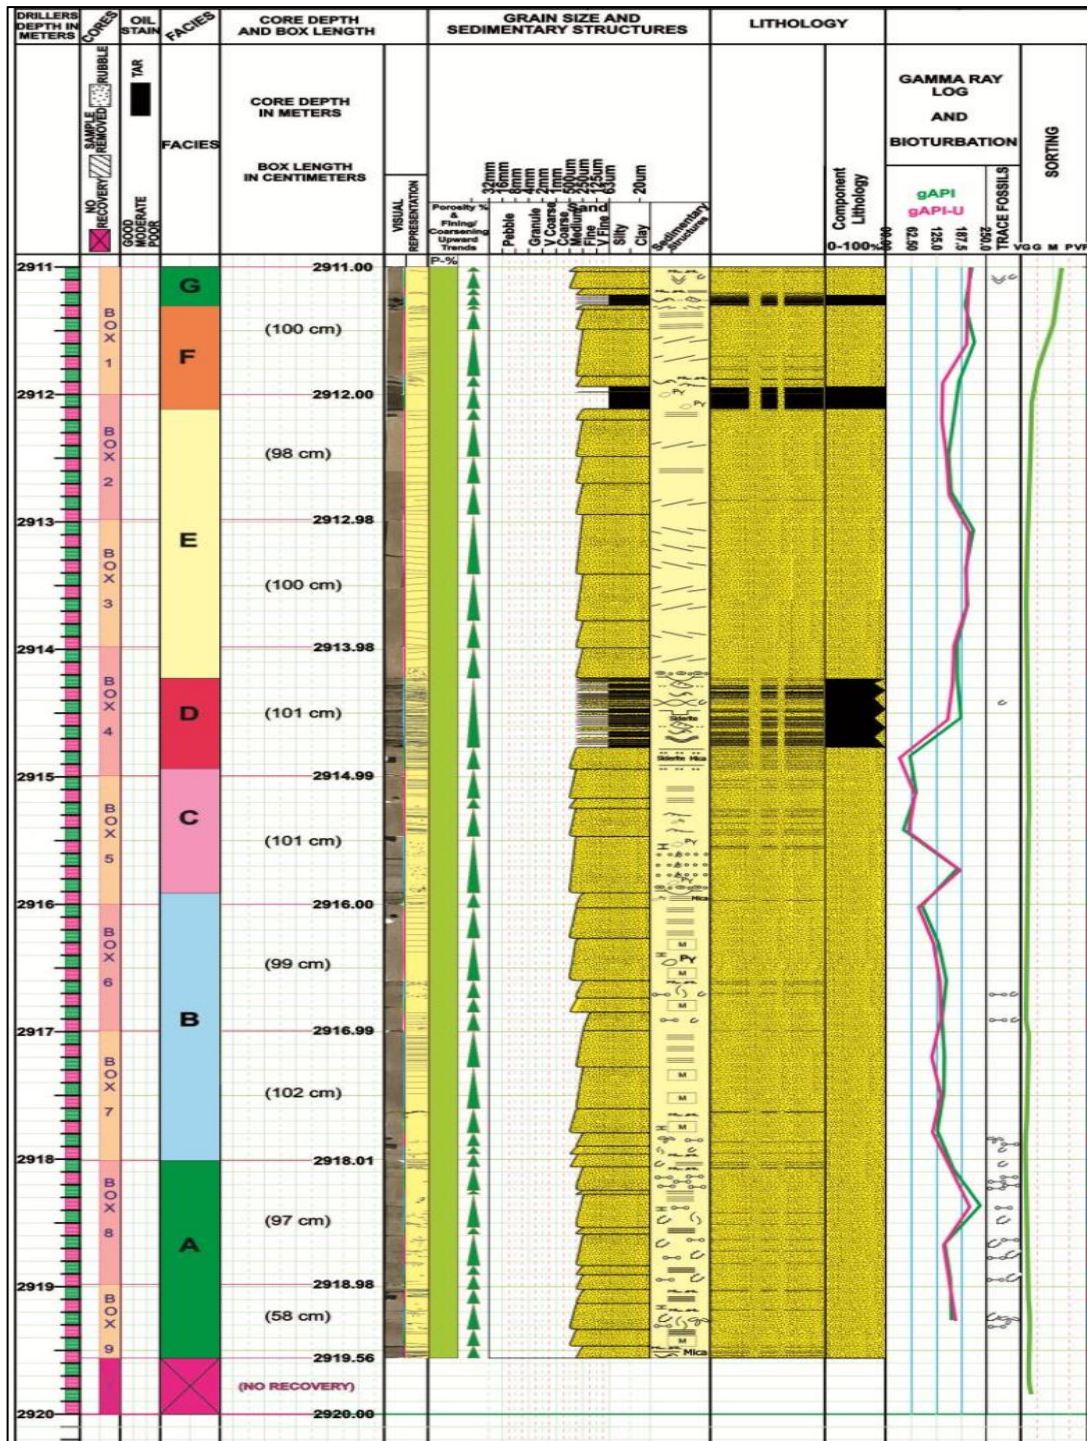 DRILLERS DEPTH IN METERS
CORES
OIL STAIN
FACIES
CORE DEPTH AND BOX LENGTH
GRAIN SIZE AND SEDIMENTARY STRUCTURES
LITHOLOGY
NO RECOVERY
SAMPLE REMOVED
RUBBLE
GOOD
MODERATE
POOR
TAR
FACIES
CORE DEPTH IN METERS
BOX LENGTH IN CENTIMETERS
VISUAL REPRESENTATION
Porosity % & Fining/ Coarsening Upward Trends
P-%
32mm
16mm
8mm
4mm
2mm
1mm
500um
250um
125um
63um
20um
Pebble
Granule
V Coarse
Coarse
Medium
Fine
V Fine
Sand
Silty
Clay
Sedimentary structures
Component Lithology
0-100%
GAMMA RAY LOG AND BIOTURBATION
gAPI
gAPI-U
00.00
62.50
125.0
187.5
250.0
TRACE FOSSILS
SORTING
VG G M P VP
2911
G
2911.00
BOX 1
F
(100 cm)
2912
2912.00
PY
PY
BOX 2
(98 cm)
2913
2912.98
E
BOX 3
(100 cm)
2914
2913.98
BOX 4
D
(101 cm)
Siderite
Siderite Mica
2915
2914.99
C
BOX 5
(101 cm)
Py
H
Py
2916
2916.00
Mica
BOX 6
(99 cm)
M
H
PY
M
M
2917
B
2916.99
BOX 7
(102 cm)
M
M
M
H
2918
2918.01
BOX 8
A
(97 cm)
H
2919
2918.98
BOX 9
(58 cm)
H
M
2919.56
Mica
(NO RECOVERY)
2920
2920.00